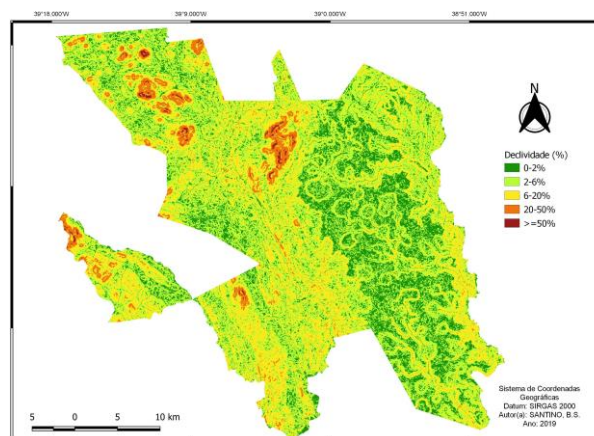 39°18.000'W 39°9.000'W 39°0.000'W 38°51.000'W
N
Declividade (%)
0-2%
2-6%
6-20%
20-50%
>=50%
5 0 5 10 km
Sistema de Coordenadas
Geográficas
Datum: SIRGAS 2000
Autor(a): SANTINO, B.S.
Ano: 2019